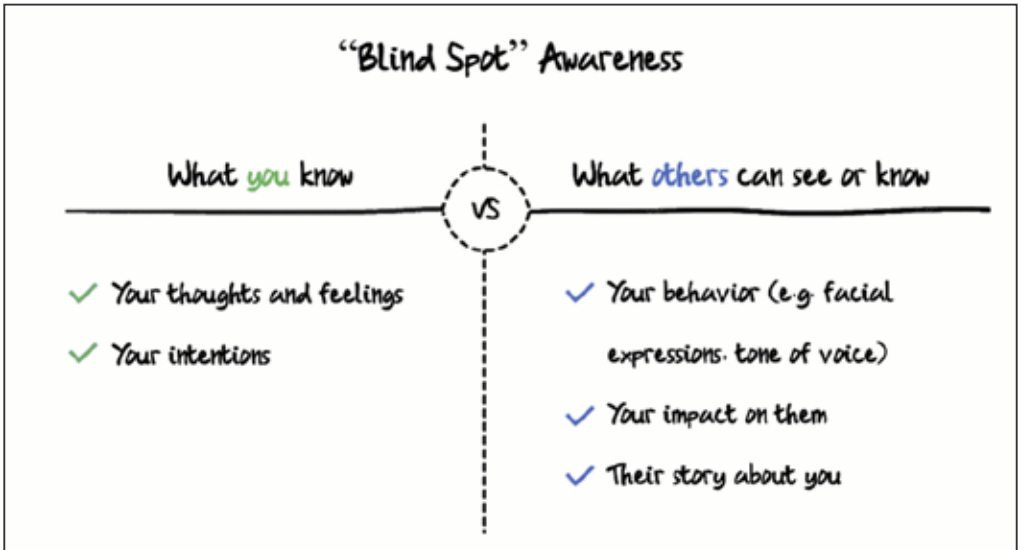 “Blind Spot” Awareness
What you know
VS
What others can see or know
Your thoughts and feelings
Your intentions
Your behavior (e.g. facial
expressions. tone of voice)
Your impact on them
Their story about you